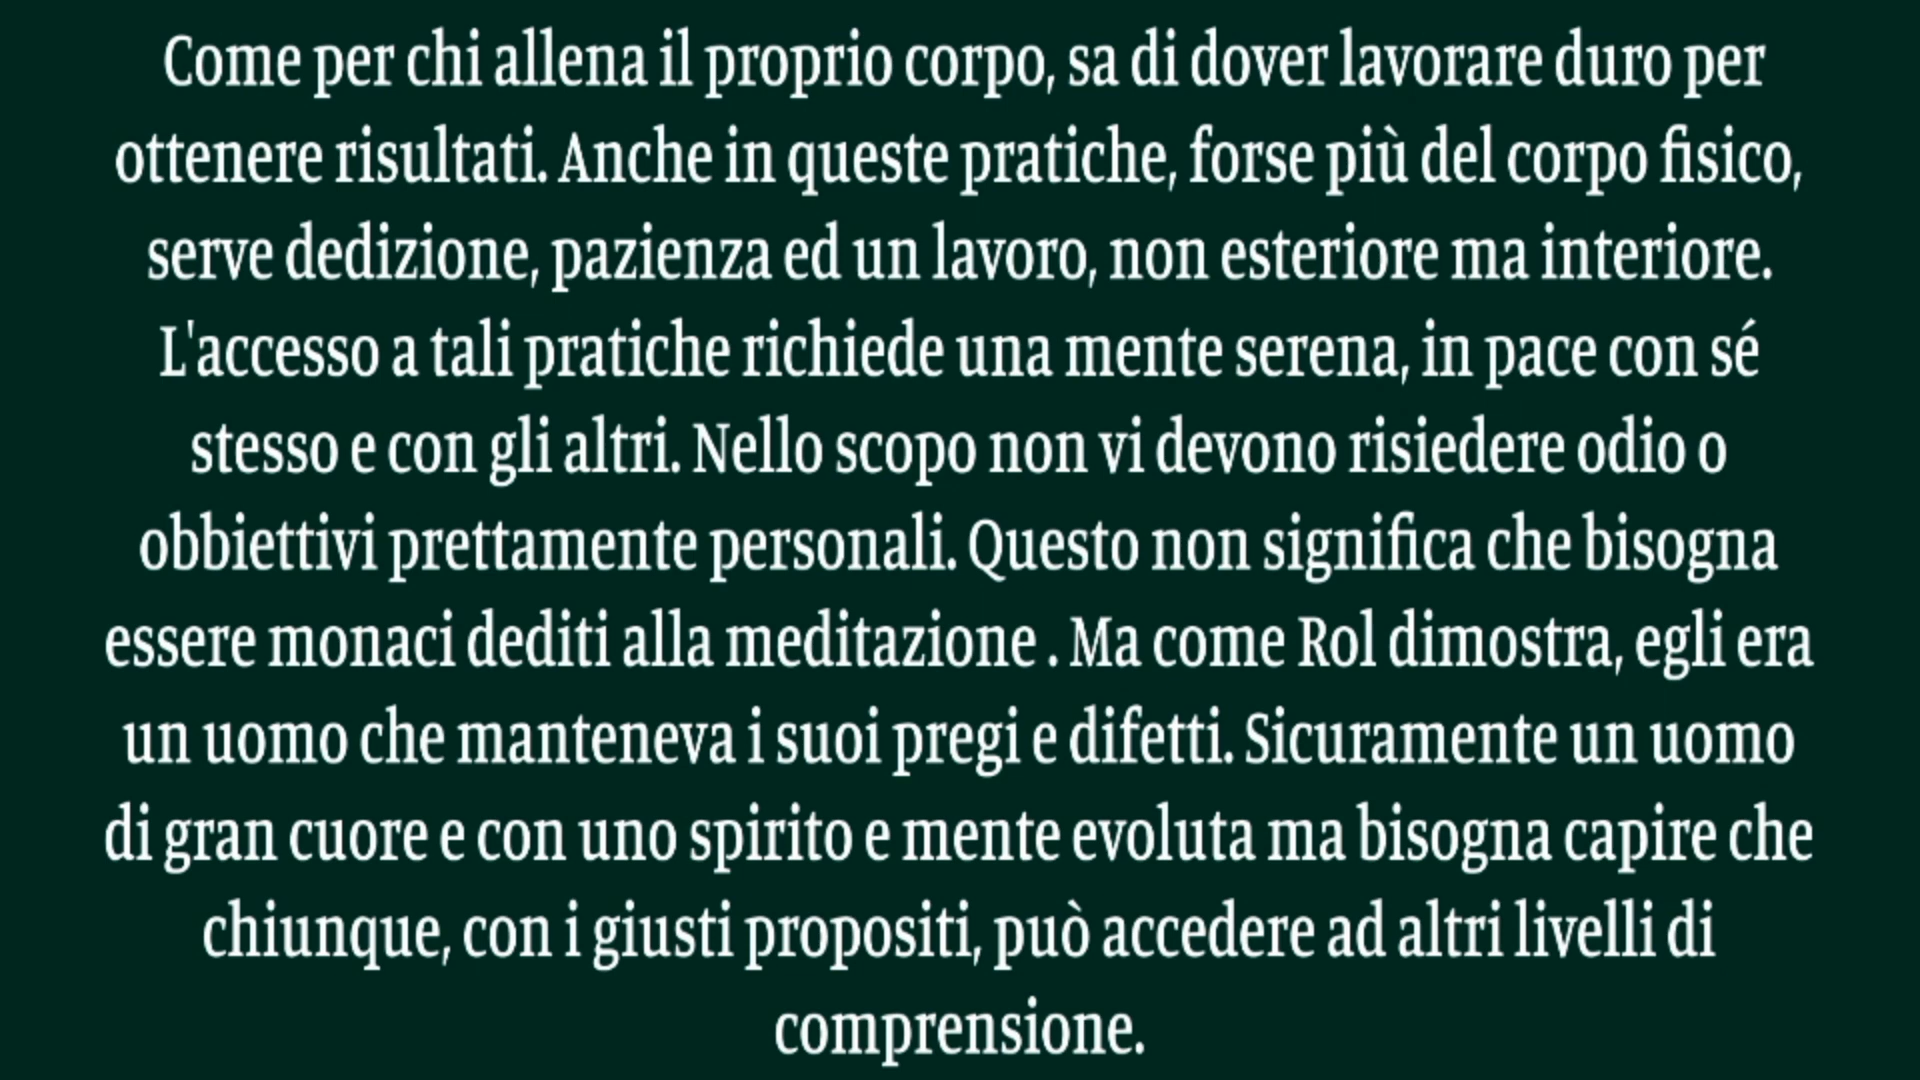 Come per chi allena il proprio corpo, sa di dover lavorare duro per
ottenere risultati. Anche in queste pratiche, forse più del corpo fisico,
serve dedizione, pazienza ed un lavoro, non esteriore ma interiore.
L'accesso a tali pratiche richiede una mente serena, in pace con sé
stesso e con gli altri. Nello scopo non vi devono risiedere odio o
obbiettivi prettamente personali. Questo non significa che bisogna
essere monaci dediti alla meditazione . Ma come Rol dimostra, egli era
un uomo che manteneva i suoi pregi e difetti. Sicuramente un uomo
di gran cuore e con uno spirito e mente evoluta ma bisogna capire che
chiunque, con i giusti propositi, può accedere ad altri livelli di
comprensione.